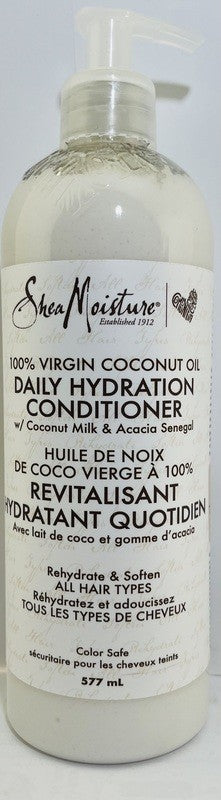 SheaMoisture®
Established 1912
100% VIRGIN COCONUT OIL
DAILY HYDRATION
CONDITIONER
w/ Coconut Milk & Acacia Senegal
HUILE DE NOIX
DE COCO VIERGE À 100%
REVITALISANT
HYDRATANT QUOTIDIEN
Avec lait de coco et gomme d'acacia
Rehydrate & Soften
ALL HAIR TYPES
Réhydratez et adoucissez
TOUS LES TYPES DE CHEVEUX
Color Safe
sécuritaire pour les cheveux teints
577 mL